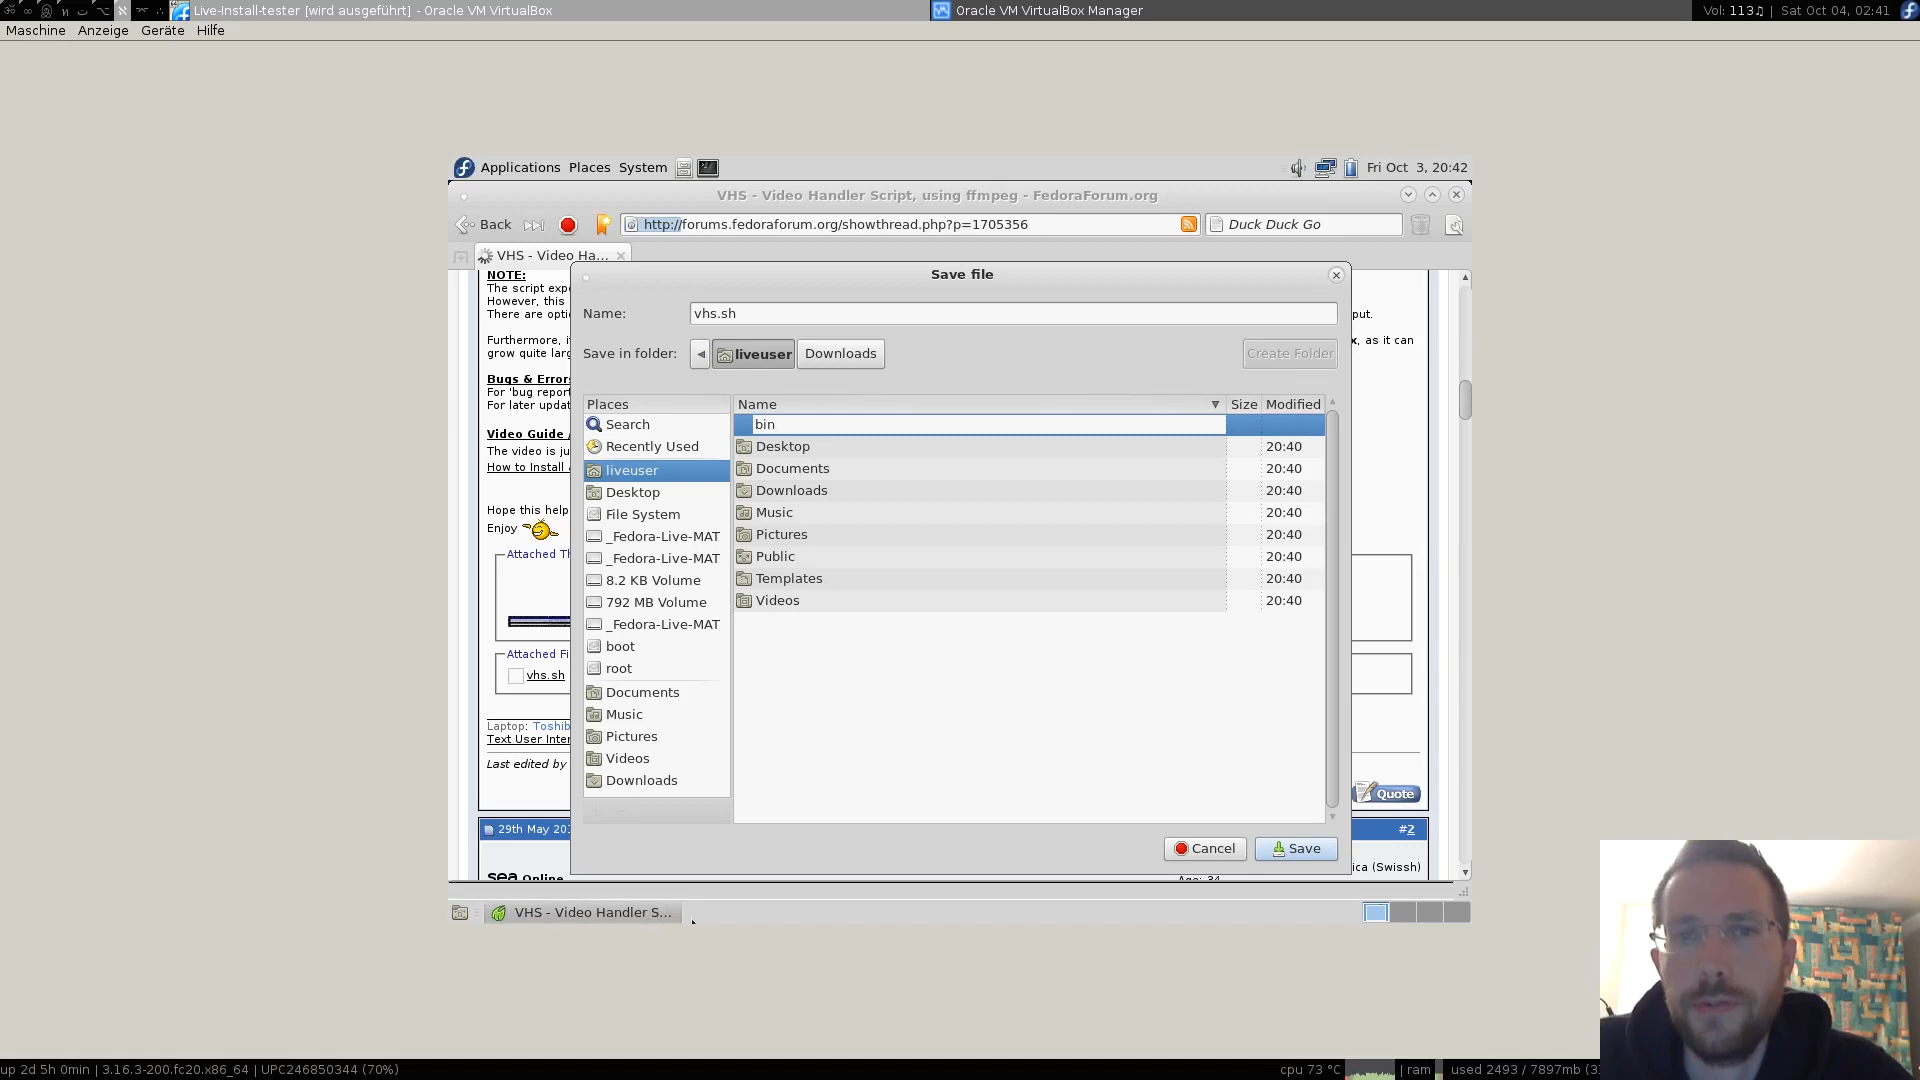 Live-Install-tester [wird ausgeführt] - Oracle VM VirtualBox
Oracle VM VirtualBox Manager
Vol: 113♫ | Sat Oct 04, 02:41
Maschine Anzeige Geräte Hilfe
Applications Places System
Fri Oct 3, 20:42
VHS - Video Handler Script, using ffmpeg - FedoraForum.org
Back
http://forums.fedoraforum.org/showthread.php?p=1705356
Duck Duck Go
VHS - Video Ha...
NOTE:
The script exp
However, this
There are opti
put.
Furthermore, i
x, as it can
grow quite larg
Bugs & Errors
For 'bug report
For later updat
Video Guide
The video is ju
How to Install
Hope this help
Enjoy
Attached Th
Attached Fi
vhs.sh
Laptop: Toshib
Text User Inter
Last edited by
Quote
29th May 20
#2
sea Online
ica (Swissh)
Age: 34
Save file
Name:
vhs.sh
Save in folder:
liveuser
Downloads
Create Folder
Places
Search
Recently Used
liveuser
Desktop
File System
_Fedora-Live-MAT
_Fedora-Live-MAT
8.2 KB Volume
792 MB Volume
_Fedora-Live-MAT
boot
root
Documents
Music
Pictures
Videos
Downloads
Name Size Modified
bin
Desktop 20:40
Documents 20:40
Downloads 20:40
Music 20:40
Pictures 20:40
Public 20:40
Templates 20:40
Videos 20:40
Cancel
Save
VHS - Video Handler S...
up 2d 5h 0min | 3.16.3-200.fc20.x86_64 | UPC246850344 (70%)
cpu 73 °C
| ram
used 2493 / 7897mb (3